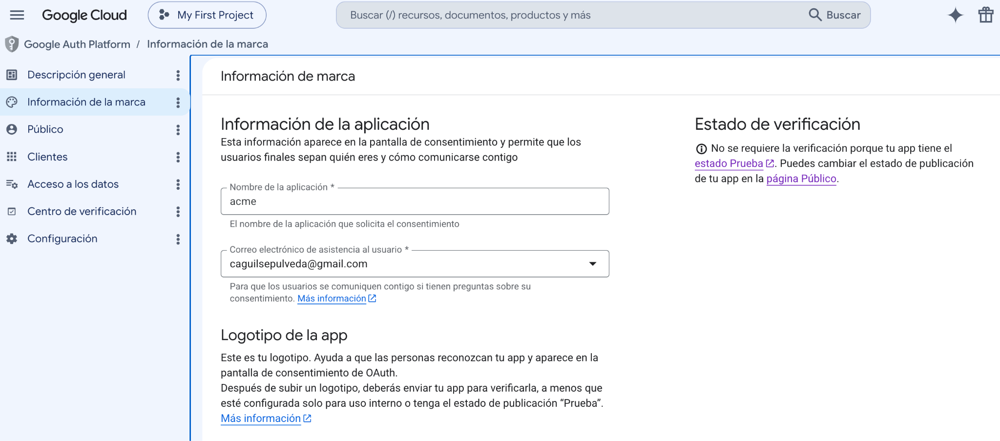 Google Cloud
My First Project
Buscar (/) recursos, documentos, productos y más
Buscar
Google Auth Platform / Información de la marca
Descripción general
Información de la marca
Público
Clientes
Acceso a los datos
Centro de verificación
Configuración
Información de marca
Información de la aplicación
Esta información aparece en la pantalla de consentimiento y permite que los
usuarios finales sepan quién eres y cómo comunicarse contigo
Nombre de la aplicación *
acme
El nombre de la aplicación que solicita el consentimiento
Correo electrónico de asistencia al usuario *
caguilsepulveda@gmail.com
Para que los usuarios se comuniquen contigo si tienen preguntas sobre su
consentimiento. Más información
Logotipo de la app
Este es tu logotipo. Ayuda a que las personas reconozcan tu app y aparece en la
pantalla de consentimiento de OAuth.
Después de subir un logotipo, deberás enviar tu app para verificarla, a menos que
esté configurada solo para uso interno o tenga el estado de publicación “Prueba”.
Más información
Estado de verificación
No se requiere la verificación porque tu app tiene el
estado Prueba. Puedes cambiar el estado de publicación
de tu app en la página Público.